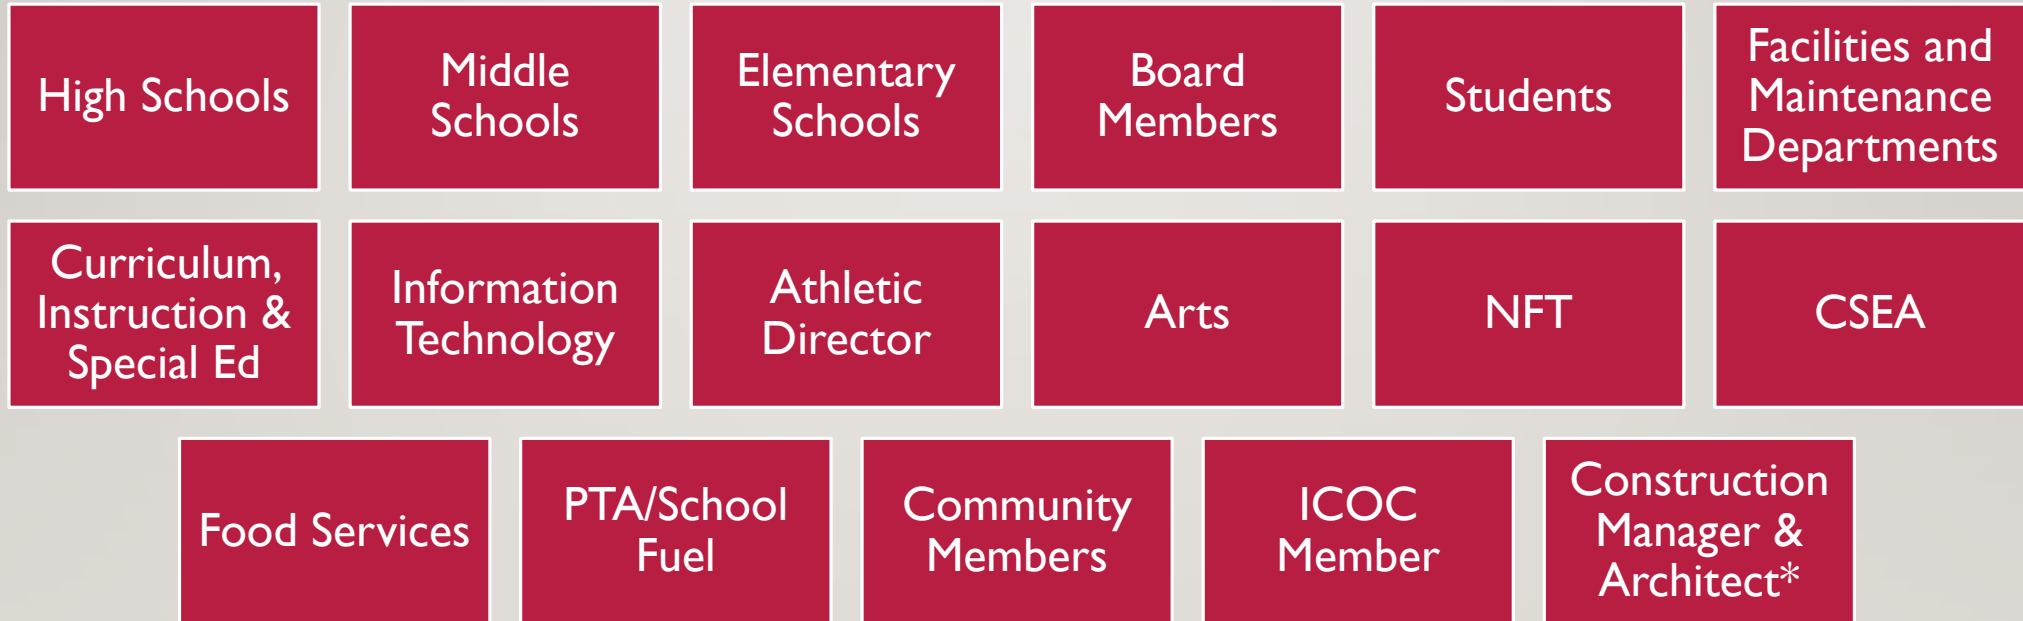 High Schools
Middle
Schools
Elementary
Schools
Board
Members
Students
Facilities and
Maintenance
Departments
Curriculum,
Instruction &
Special Ed
Information
Technology
Athletic
Director
Arts
NFT
CSEA
Food Services
PTA/School
Fuel
Community
Members
ICOC
Member
Construction
Manager &
Architect*